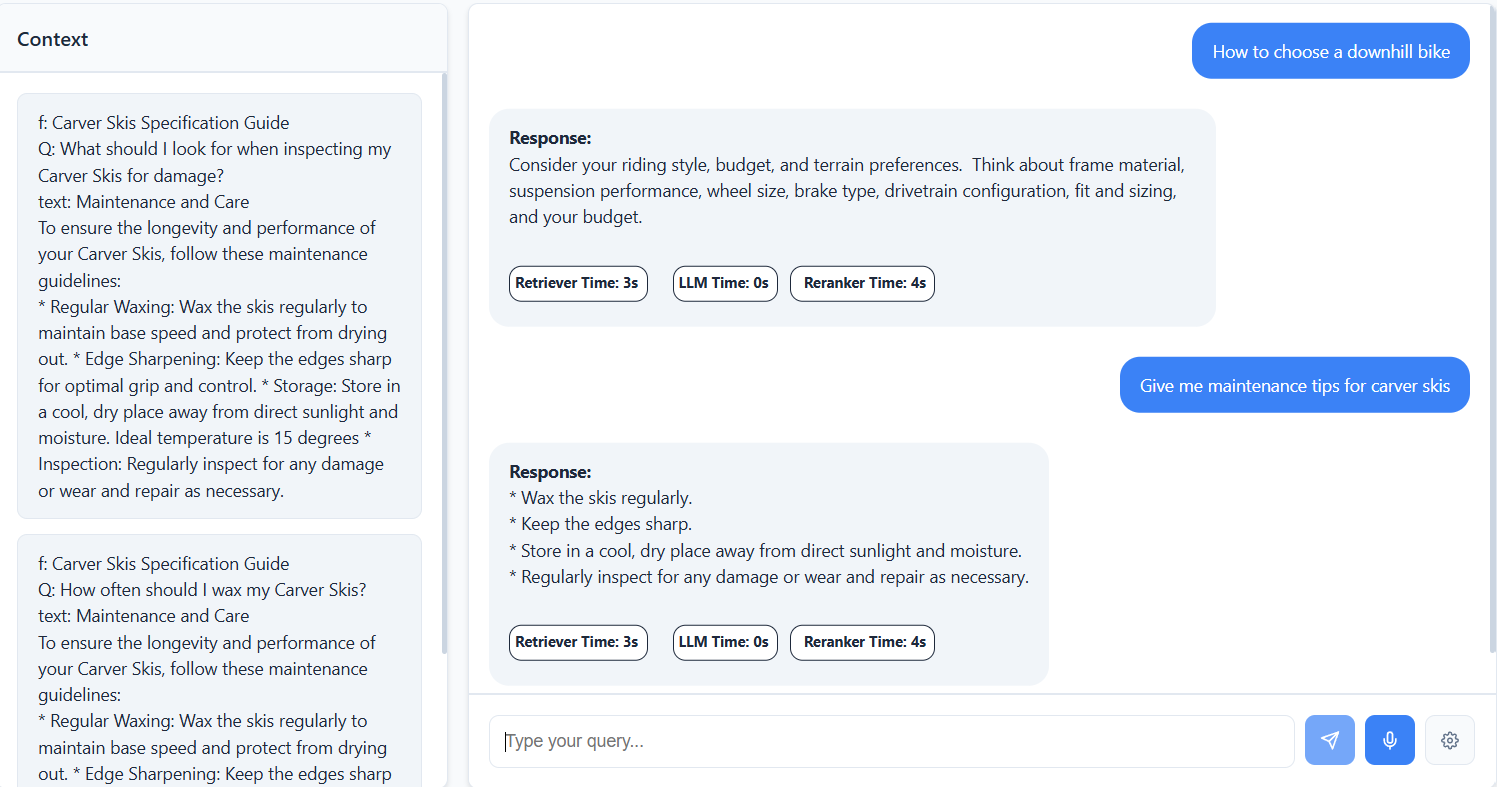 Context
f: Carver Skis Specification Guide
Q: What should I look for when inspecting my
Carver Skis for damage?
text: Maintenance and Care
To ensure the longevity and performance of
your Carver Skis, follow these maintenance
guidelines:
* Regular Waxing: Wax the skis regularly to
maintain base speed and protect from drying
out. * Edge Sharpening: Keep the edges sharp
for optimal grip and control. * Storage: Store in
a cool, dry place away from direct sunlight and
moisture. Ideal temperature is 15 degrees *
Inspection: Regularly inspect for any damage
or wear and repair as necessary.
f: Carver Skis Specification Guide
Q: How often should I wax my Carver Skis?
text: Maintenance and Care
To ensure the longevity and performance of
your Carver Skis, follow these maintenance
guidelines:
* Regular Waxing: Wax the skis regularly to
maintain base speed and protect from drying
out. * Edge Sharpening: Keep the edges sharp
How to choose a downhill bike
Response:
Consider your riding style, budget, and terrain preferences.  Think about frame material,
suspension performance, wheel size, brake type, drivetrain configuration, fit and sizing,
and your budget.
Retriever Time: 3s
LLM Time: 0s
Reranker Time: 4s
Give me maintenance tips for carver skis
Response:
* Wax the skis regularly.
* Keep the edges sharp.
* Store in a cool, dry place away from direct sunlight and moisture.
* Regularly inspect for any damage or wear and repair as necessary.
Retriever Time: 3s
LLM Time: 0s
Reranker Time: 4s
Type your query...